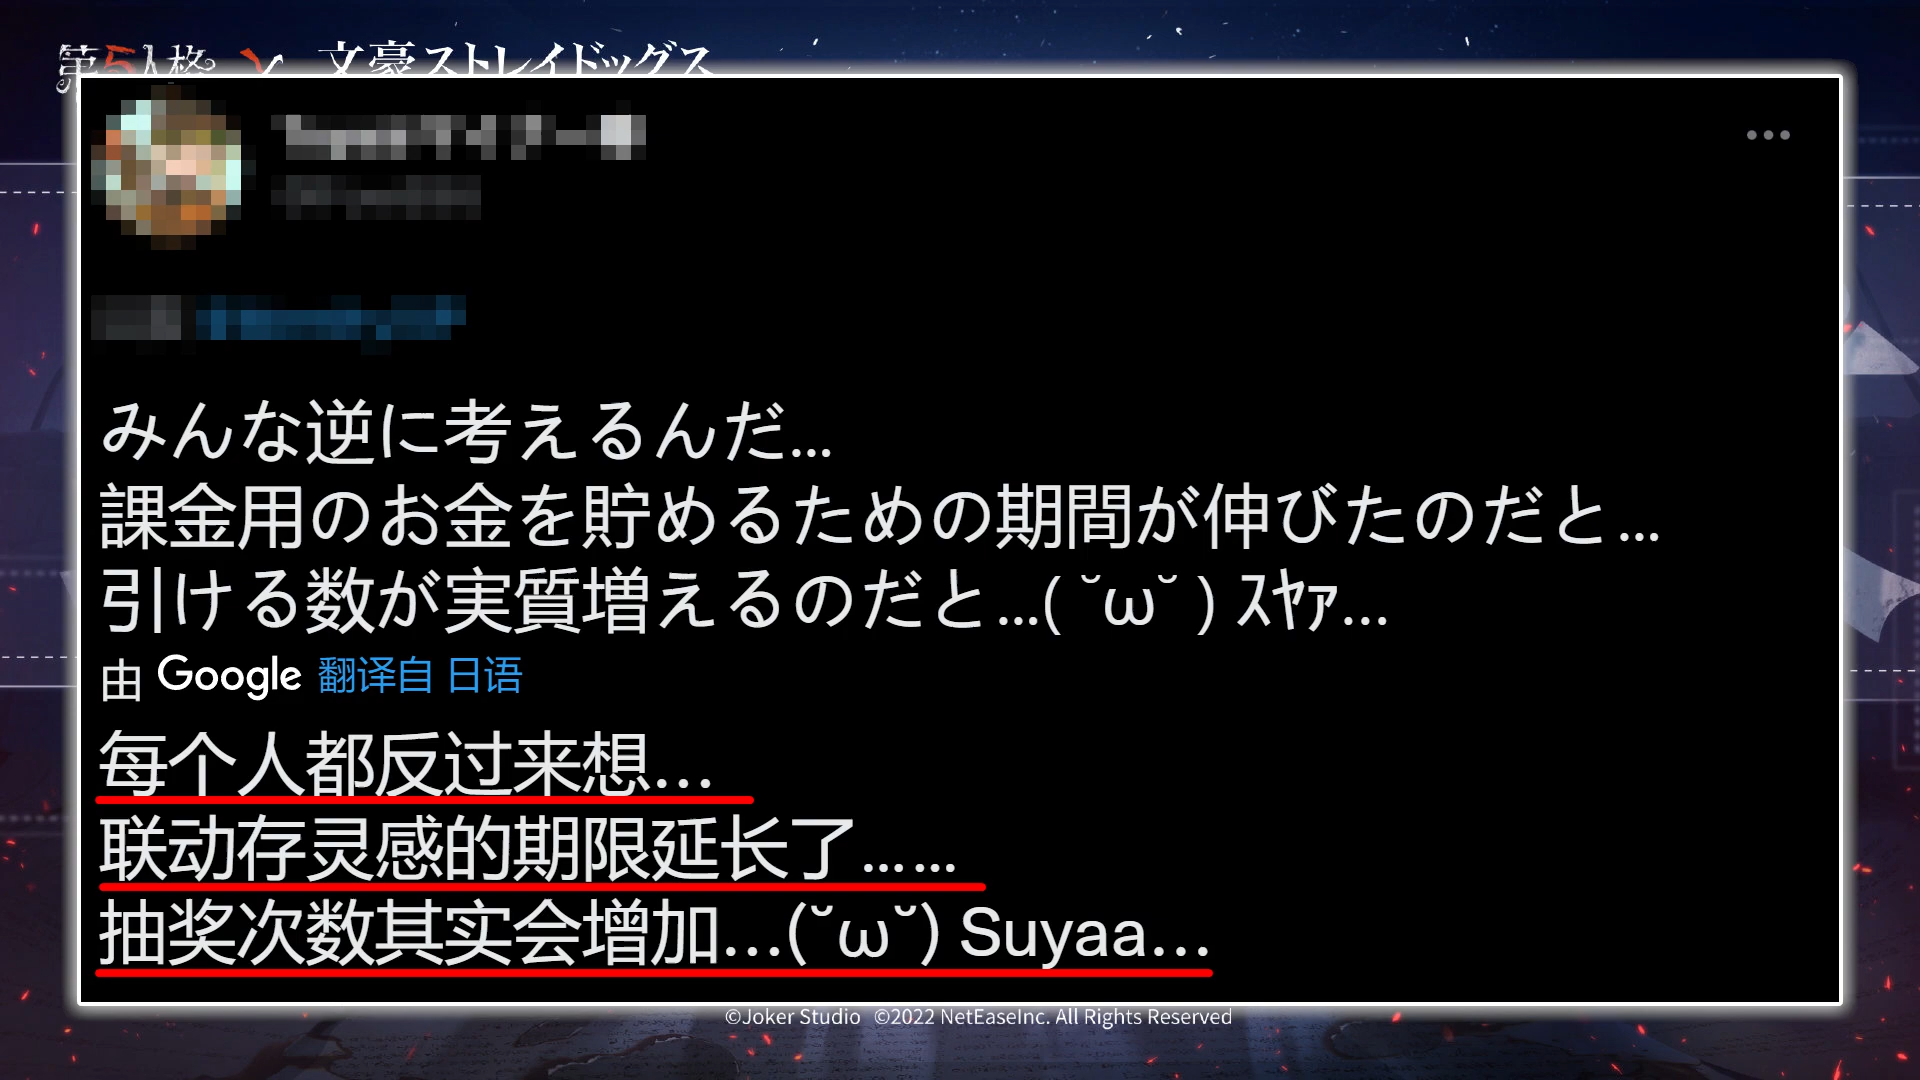 第5人格 × 文豪ストレイドッグス
みんな逆に考えるんだ...
課金用のお金を貯めるための期間が伸びたのだと...
引ける数が実質増えるのだと...( ˘ω˘ ) ｽﾔｧ...
由 Google 翻译自 日语
每个人都反过来想...
联动存灵感的期限延长了......
抽奖次数其实会增加...(˘ω˘) Suyaa...
©Joker Studio ©2022 NetEaseInc. All Rights Reserved